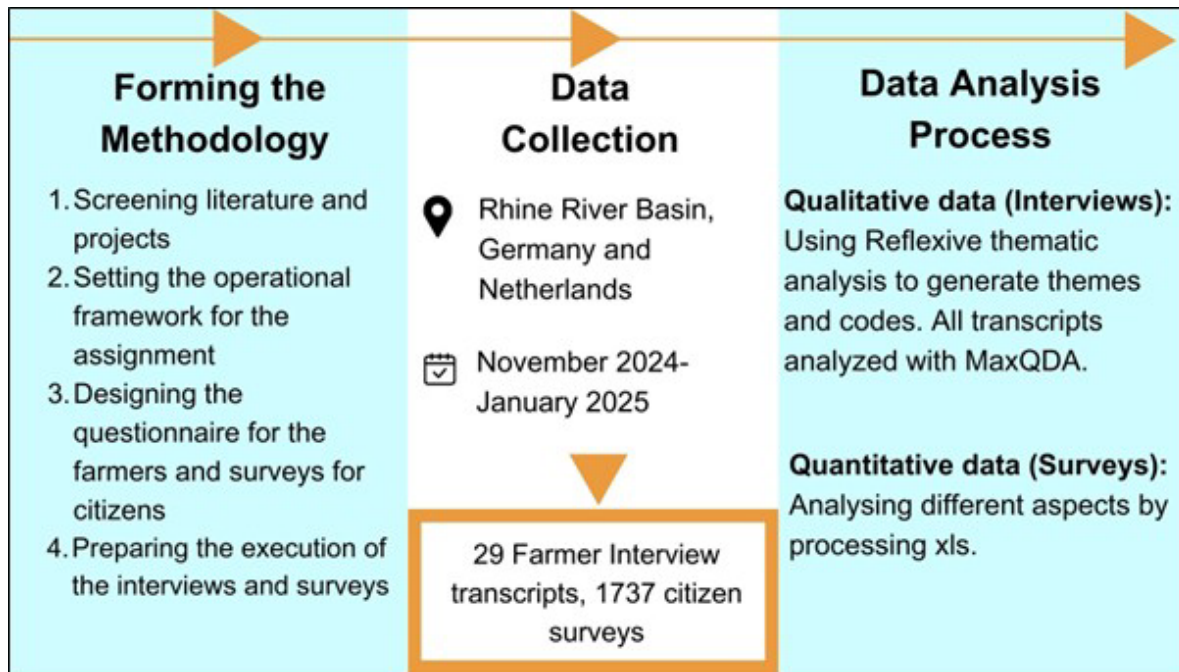 Forming the
Methodology
1. Screening literature and
projects
2. Setting the operational
framework for the
assignment
3. Designing the
questionnaire for the
farmers and surveys for
citizens
4. Preparing the execution of
the interviews and surveys
Data
Collection
Rhine River Basin,
Germany and
Netherlands
November 2024-
January 2025
29 Farmer Interview
transcripts, 1737 citizen
surveys
Data Analysis
Process
Qualitative data (Interviews):
Using Reflexive thematic
analysis to generate themes
and codes. All transcripts
analyzed with MaxQDA.
Quantitative data (Surveys):
Analysing different aspects by
processing xls.